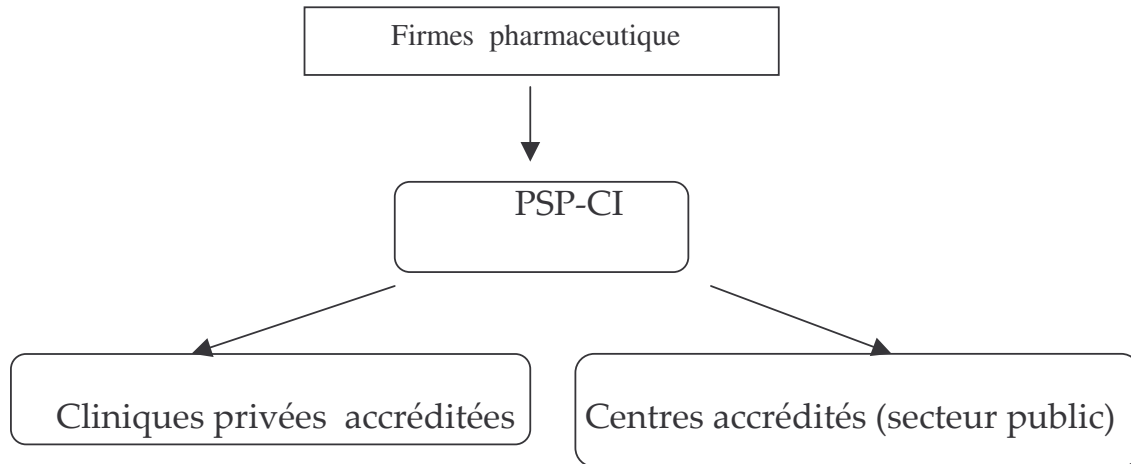 Firmes pharmaceutique
PSP-CI
Cliniques privées accréditées
Centres accrédités (secteur public)